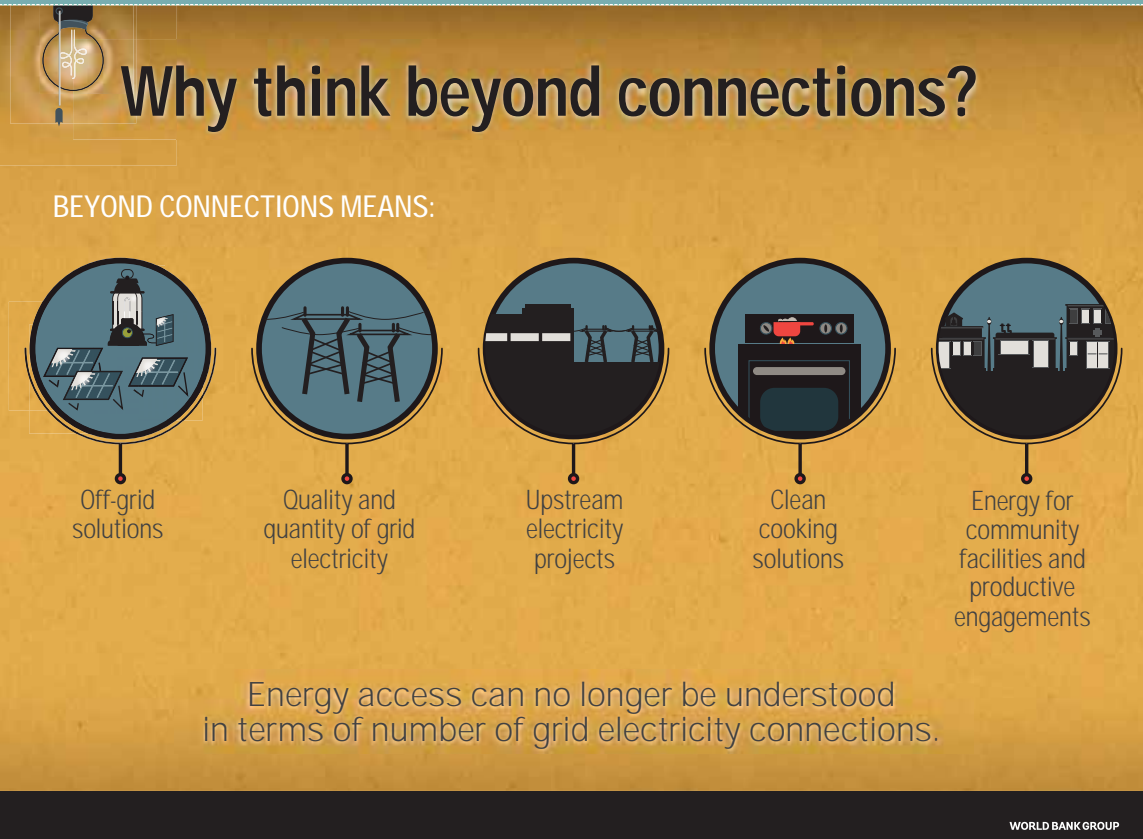 Why think beyond connections?
BEYOND CONNECTIONS MEANS:
Off-grid
solutions
Quality and
quantity of grid
electricity
Upstream
electricity
projects
Clean
cooking
solutions
Energy for
community
facilities and
productive
engagements
Energy access can no longer be understood
in terms of number of grid electricity connections.
WORLD BANK GROUP